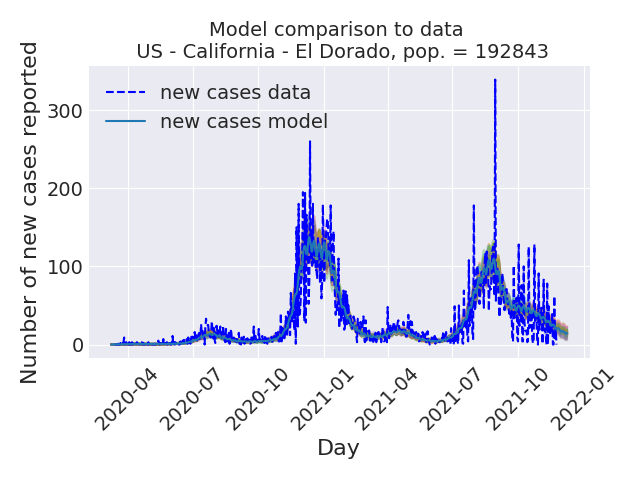 Model comparison to data
US - California - El Dorado, pop. = 192843
Number of new cases reported
new cases data
new cases model
300
200
100
0
2020-04
2020-07
2020-10
2021-01
2021-04
2021-07
2021-10
2022-01
Day